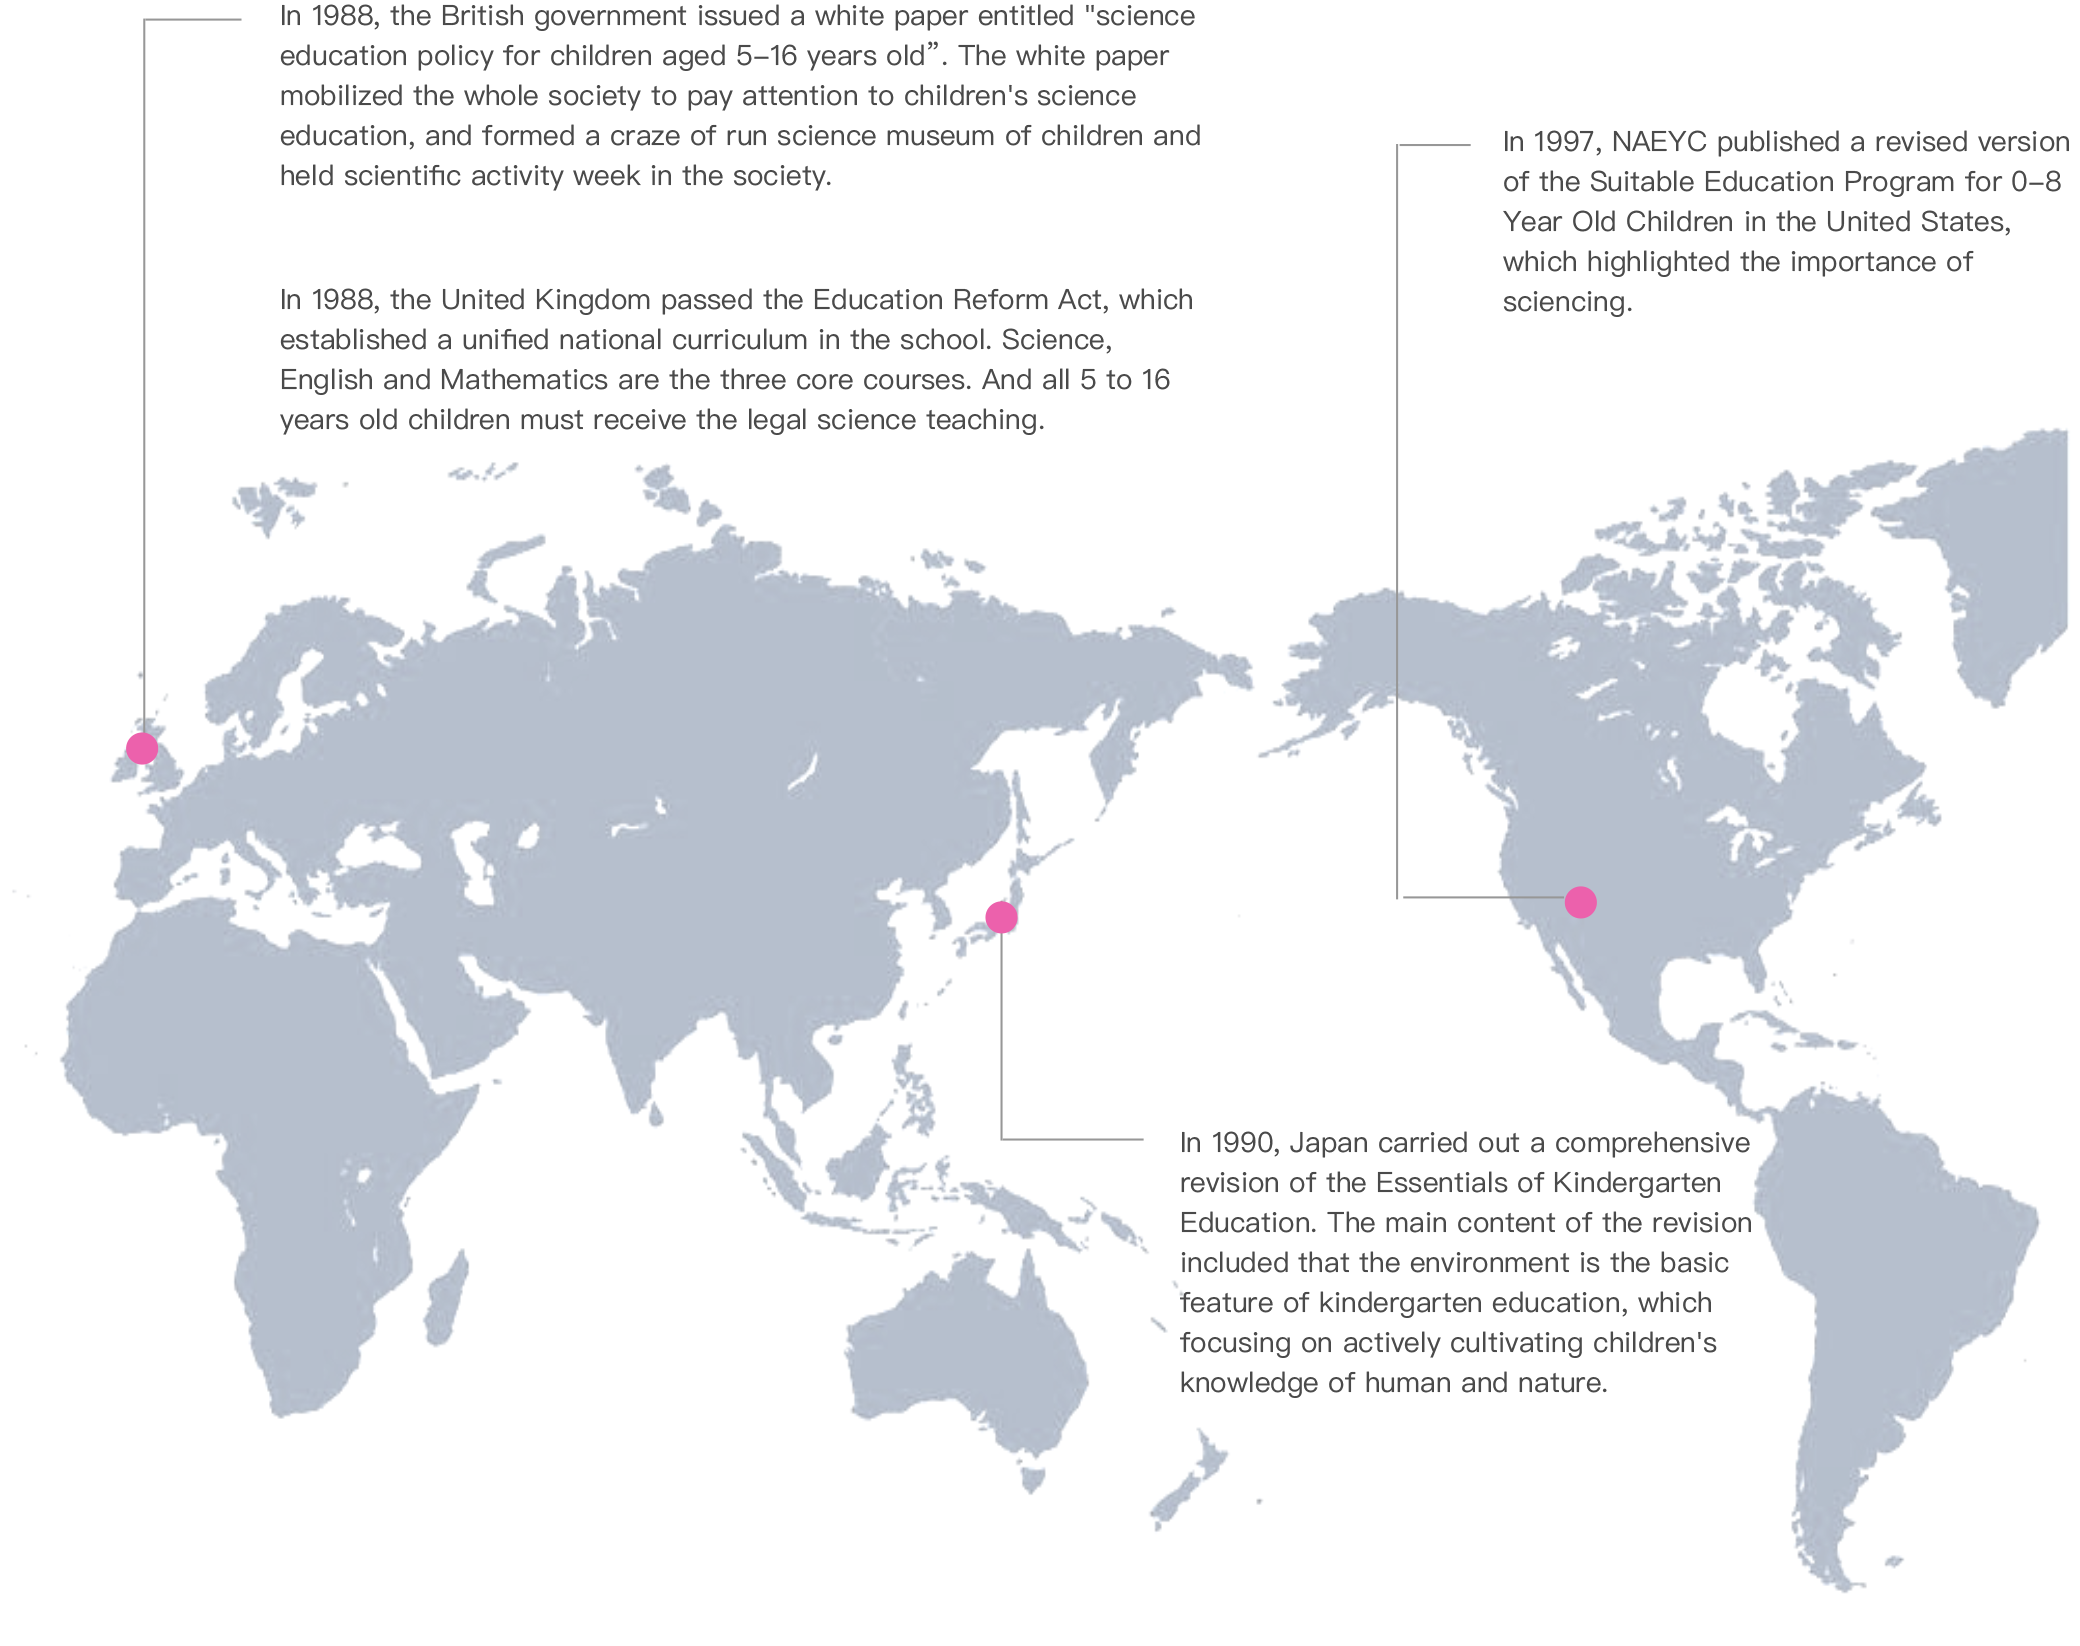 In 1988, the British government issued a white paper entitled "science
education policy for children aged 5–16 years old”. The white paper
mobilized the whole society to pay attention to children's science
education, and formed a craze of run science museum of children and
held scientific activity week in the society.
In 1988, the United Kingdom passed the Education Reform Act, which
established a unified national curriculum in the school. Science,
English and Mathematics are the three core courses. And all 5 to 16
years old children must receive the legal science teaching.
In 1997, NAEYC published a revised version
of the Suitable Education Program for 0–8
Year Old Children in the United States,
which highlighted the importance of
sciencing.
In 1990, Japan carried out a comprehensive
revision of the Essentials of Kindergarten
Education. The main content of the revision
included that the environment is the basic
feature of kindergarten education, which
focusing on actively cultivating children's
knowledge of human and nature.